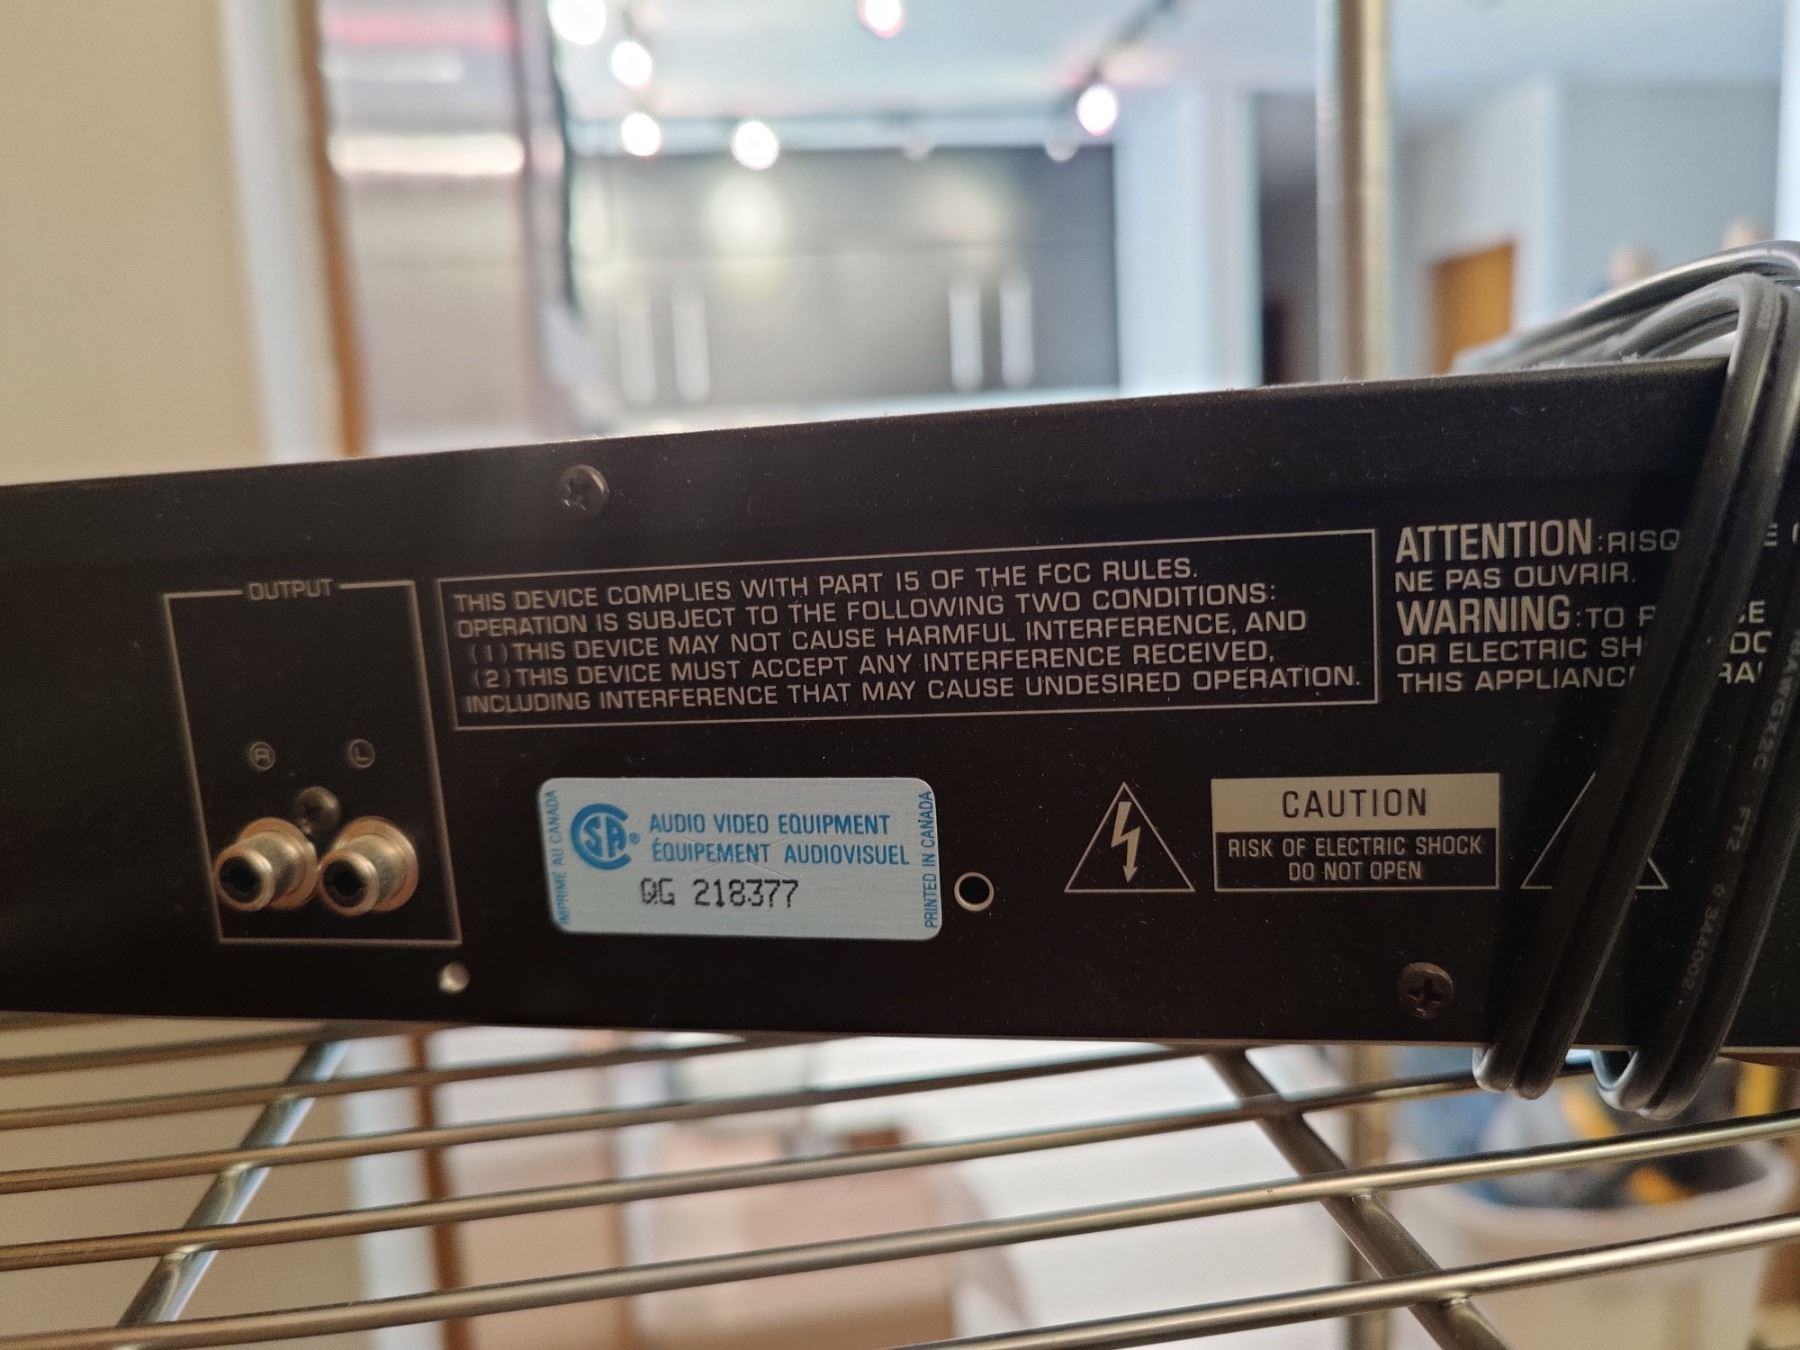 OUTPUT
R L
THIS DEVICE COMPLIES WITH PART 15 OF THE FCC RULES.
OPERATION IS SUBJECT TO THE FOLLOWING TWO CONDITIONS:
(1) THIS DEVICE MAY NOT CAUSE HARMFUL INTERFERENCE, AND
(2) THIS DEVICE MUST ACCEPT ANY INTERFERENCE RECEIVED,
INCLUDING INTERFERENCE THAT MAY CAUSE UNDESIRED OPERATION.
ATTENTION:
NE PAS OUVRIR.
WARNING: TO
OR ELECTRIC
THIS
IMPRIMÉ AU CANADA
SA®
AUDIO VIDEO EQUIPMENT
ÉQUIPEMENT AUDIOVISUEL
QG 218377
PRINTED IN CANADA
CAUTION
RISK OF ELECTRIC SHOCK
DO NOT OPEN